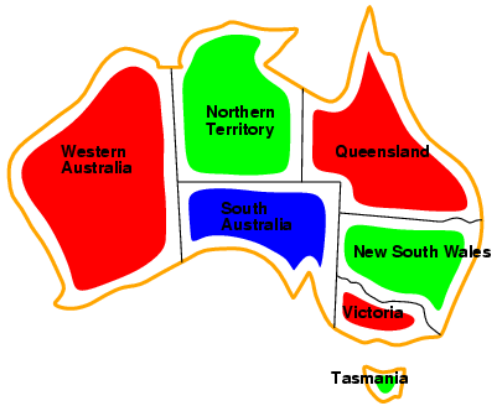 Northern
Territory
Western
Australia
Queensland
South
Australia
New South Wales
Victoria
Tasmania